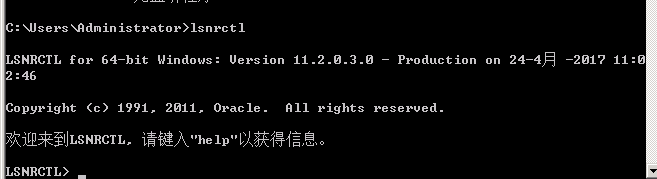 C:\Users\Administrator>lsnrctl
LSNRCTL for 64-bit Windows: Version 11.2.0.3.0 - Production on 24-4月 -2017 11:0
2:46
Copyright (c) 1991, 2011, Oracle.  All rights reserved.
欢迎来到LSNRCTL, 请键入"help"以获得信息。
LSNRCTL>